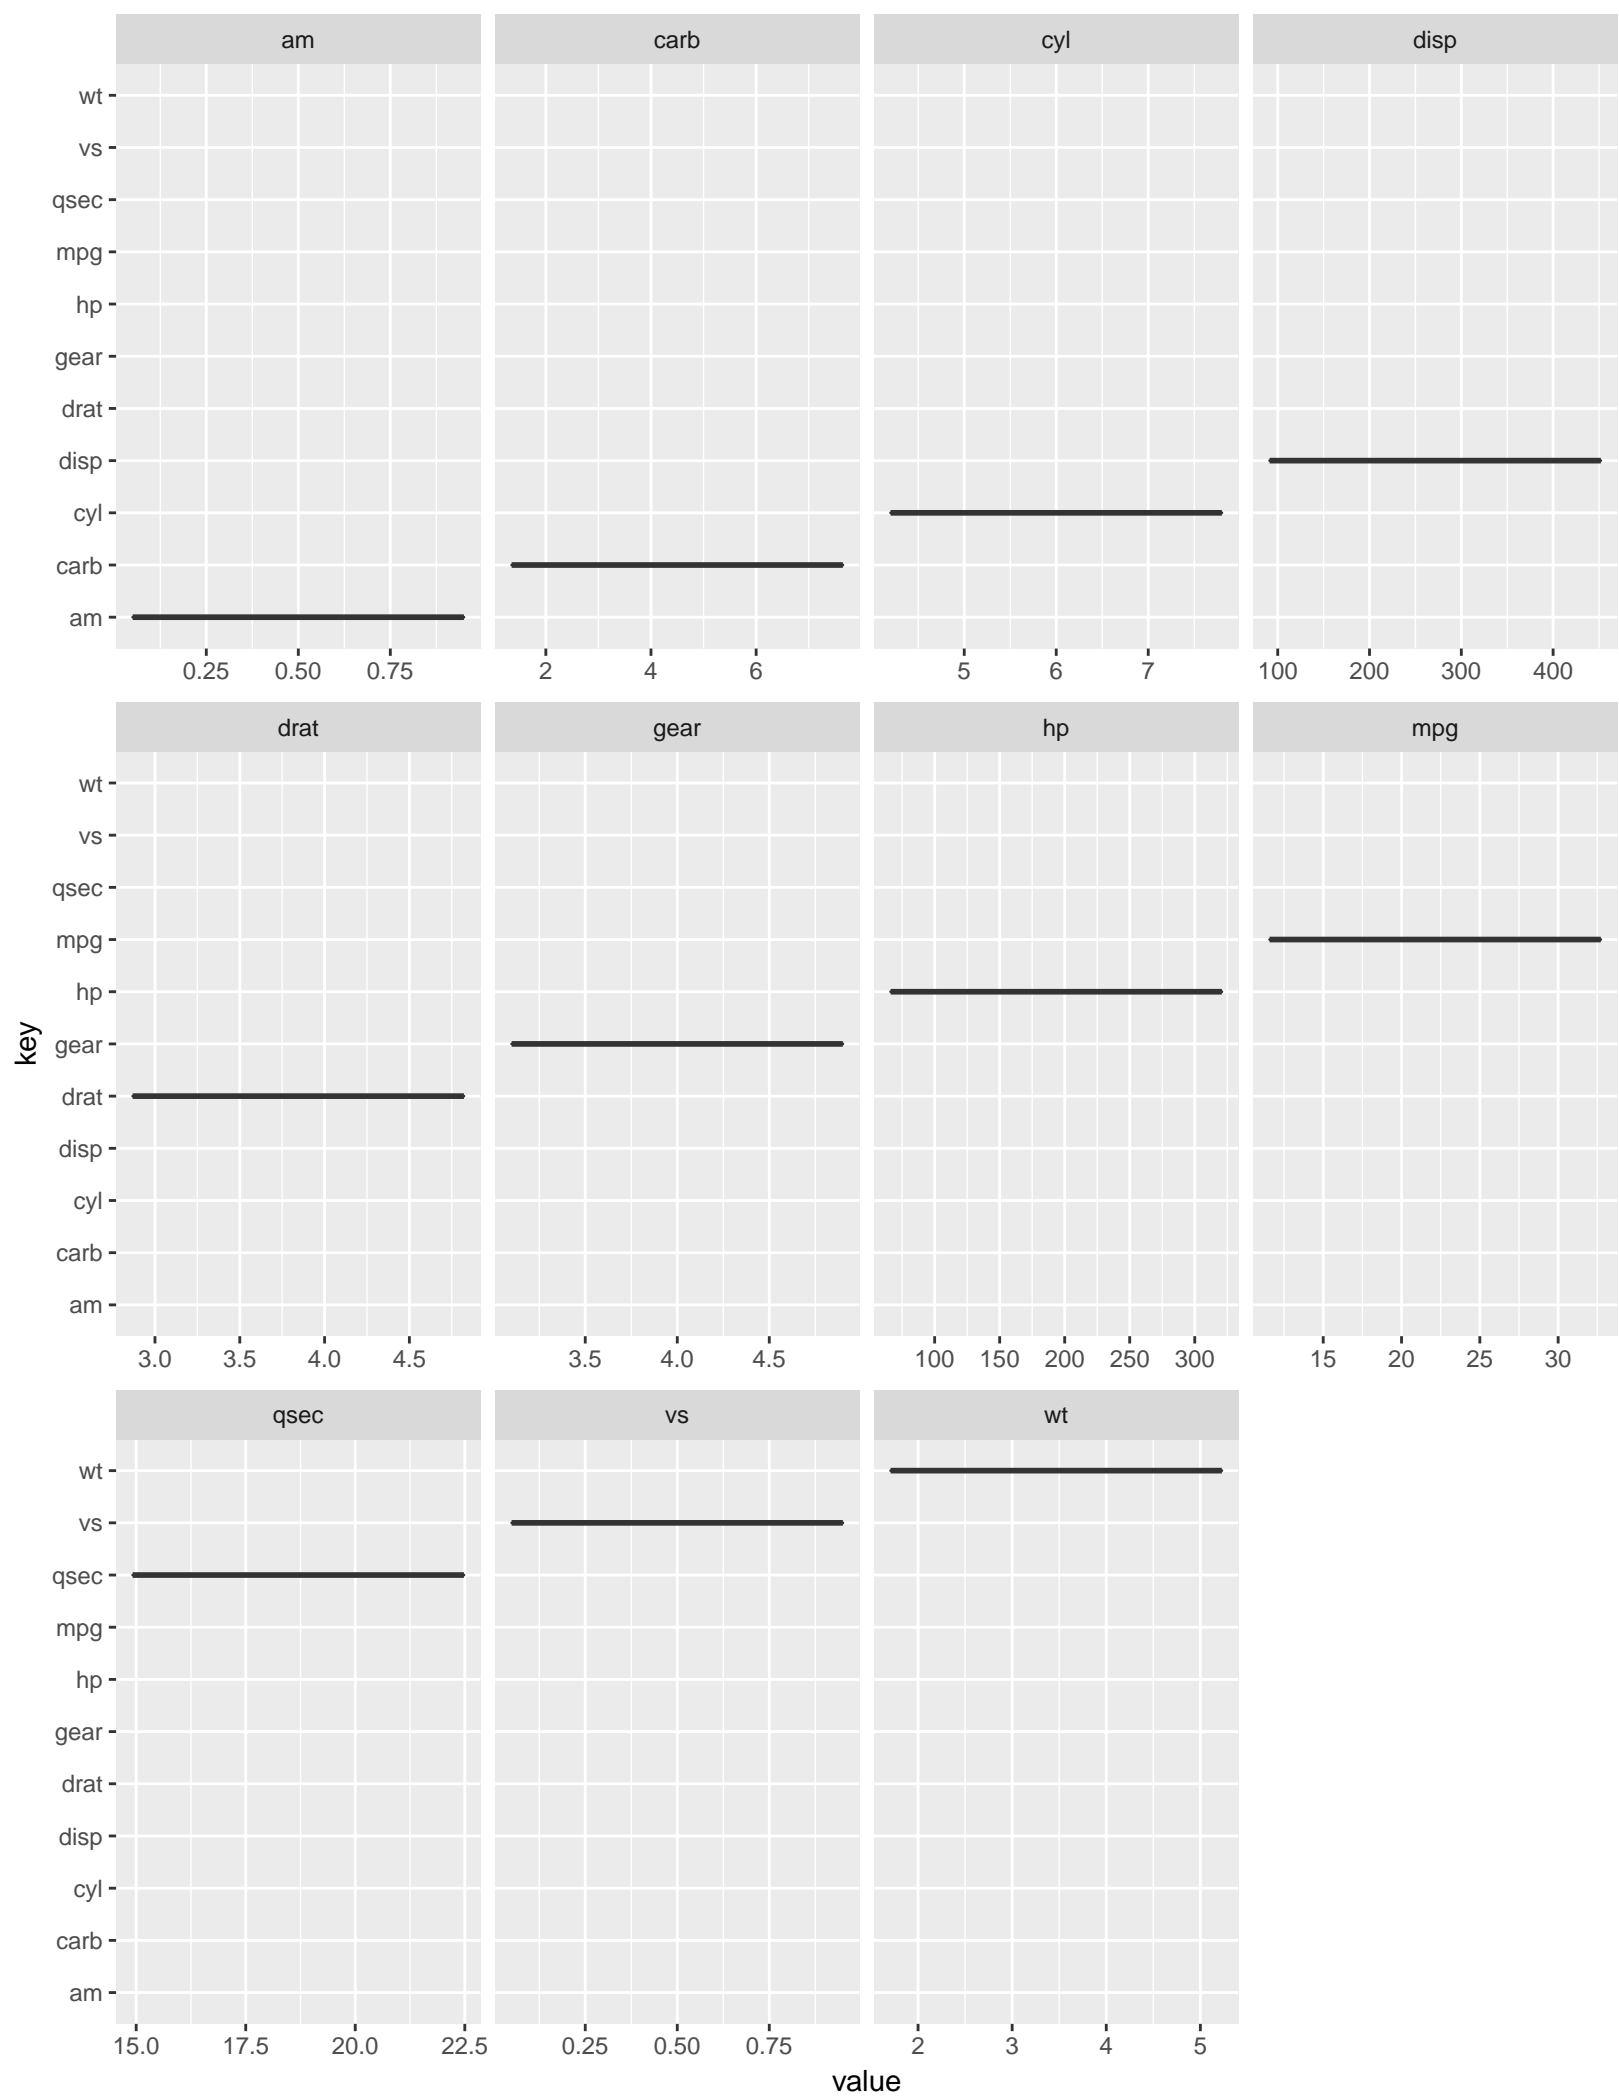 am carb cyl disp
wt
vs
qsec
mpg
hp
gear
drat
disp
cyl
carb
am
0.25 0.50 0.75 2 4 6 5 6 7 100 200 300 400
drat gear hp mpg
wt
vs
qsec
mpg
hp
gear
drat
disp
cyl
carb
am
key
3.0 3.5 4.0 4.5 3.5 4.0 4.5 100 150 200 250 300 15 20 25 30
qsec vs wt
wt
vs
qsec
mpg
hp
gear
drat
disp
cyl
carb
am
15.0 17.5 20.0 22.5 0.25 0.50 0.75 2 3 4 5
value